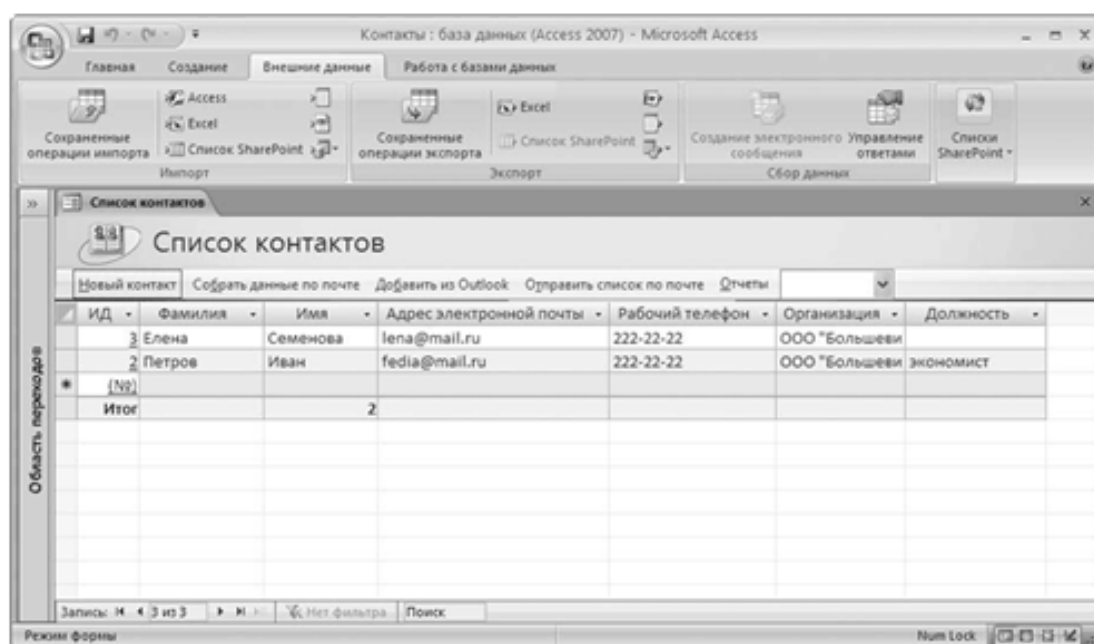 Контакты : база данных (Access 2007) - Microsoft Access
Главная Создание Внешние данные Работа с базами данных
Сохраненные операции импорта
Access
Excel
Список SharePoint
Импорт
Сохраненные операции экспорта
Excel
Список SharePoint
Экспорт
Создание электронного сообщения
Управление ответами
Сбор данных
Списки SharePoint
Список контактов
Список контактов
Новый контакт Собрать данные по почте Добавить из Outlook Отправить список по почте Отчеты
ИД Фамилия Имя Адрес электронной почты Рабочий телефон Организация Должность
3 Елена Семенова lena@mail.ru 222-22-22 ООО "Большеви
2 Петров Иван fedia@mail.ru 222-22-22 ООО "Большеви экономист
(№)
Итог 2
Область переходов
Запись: 3 из 3 Нет фильтра Поиск
Режим формы Num Lock